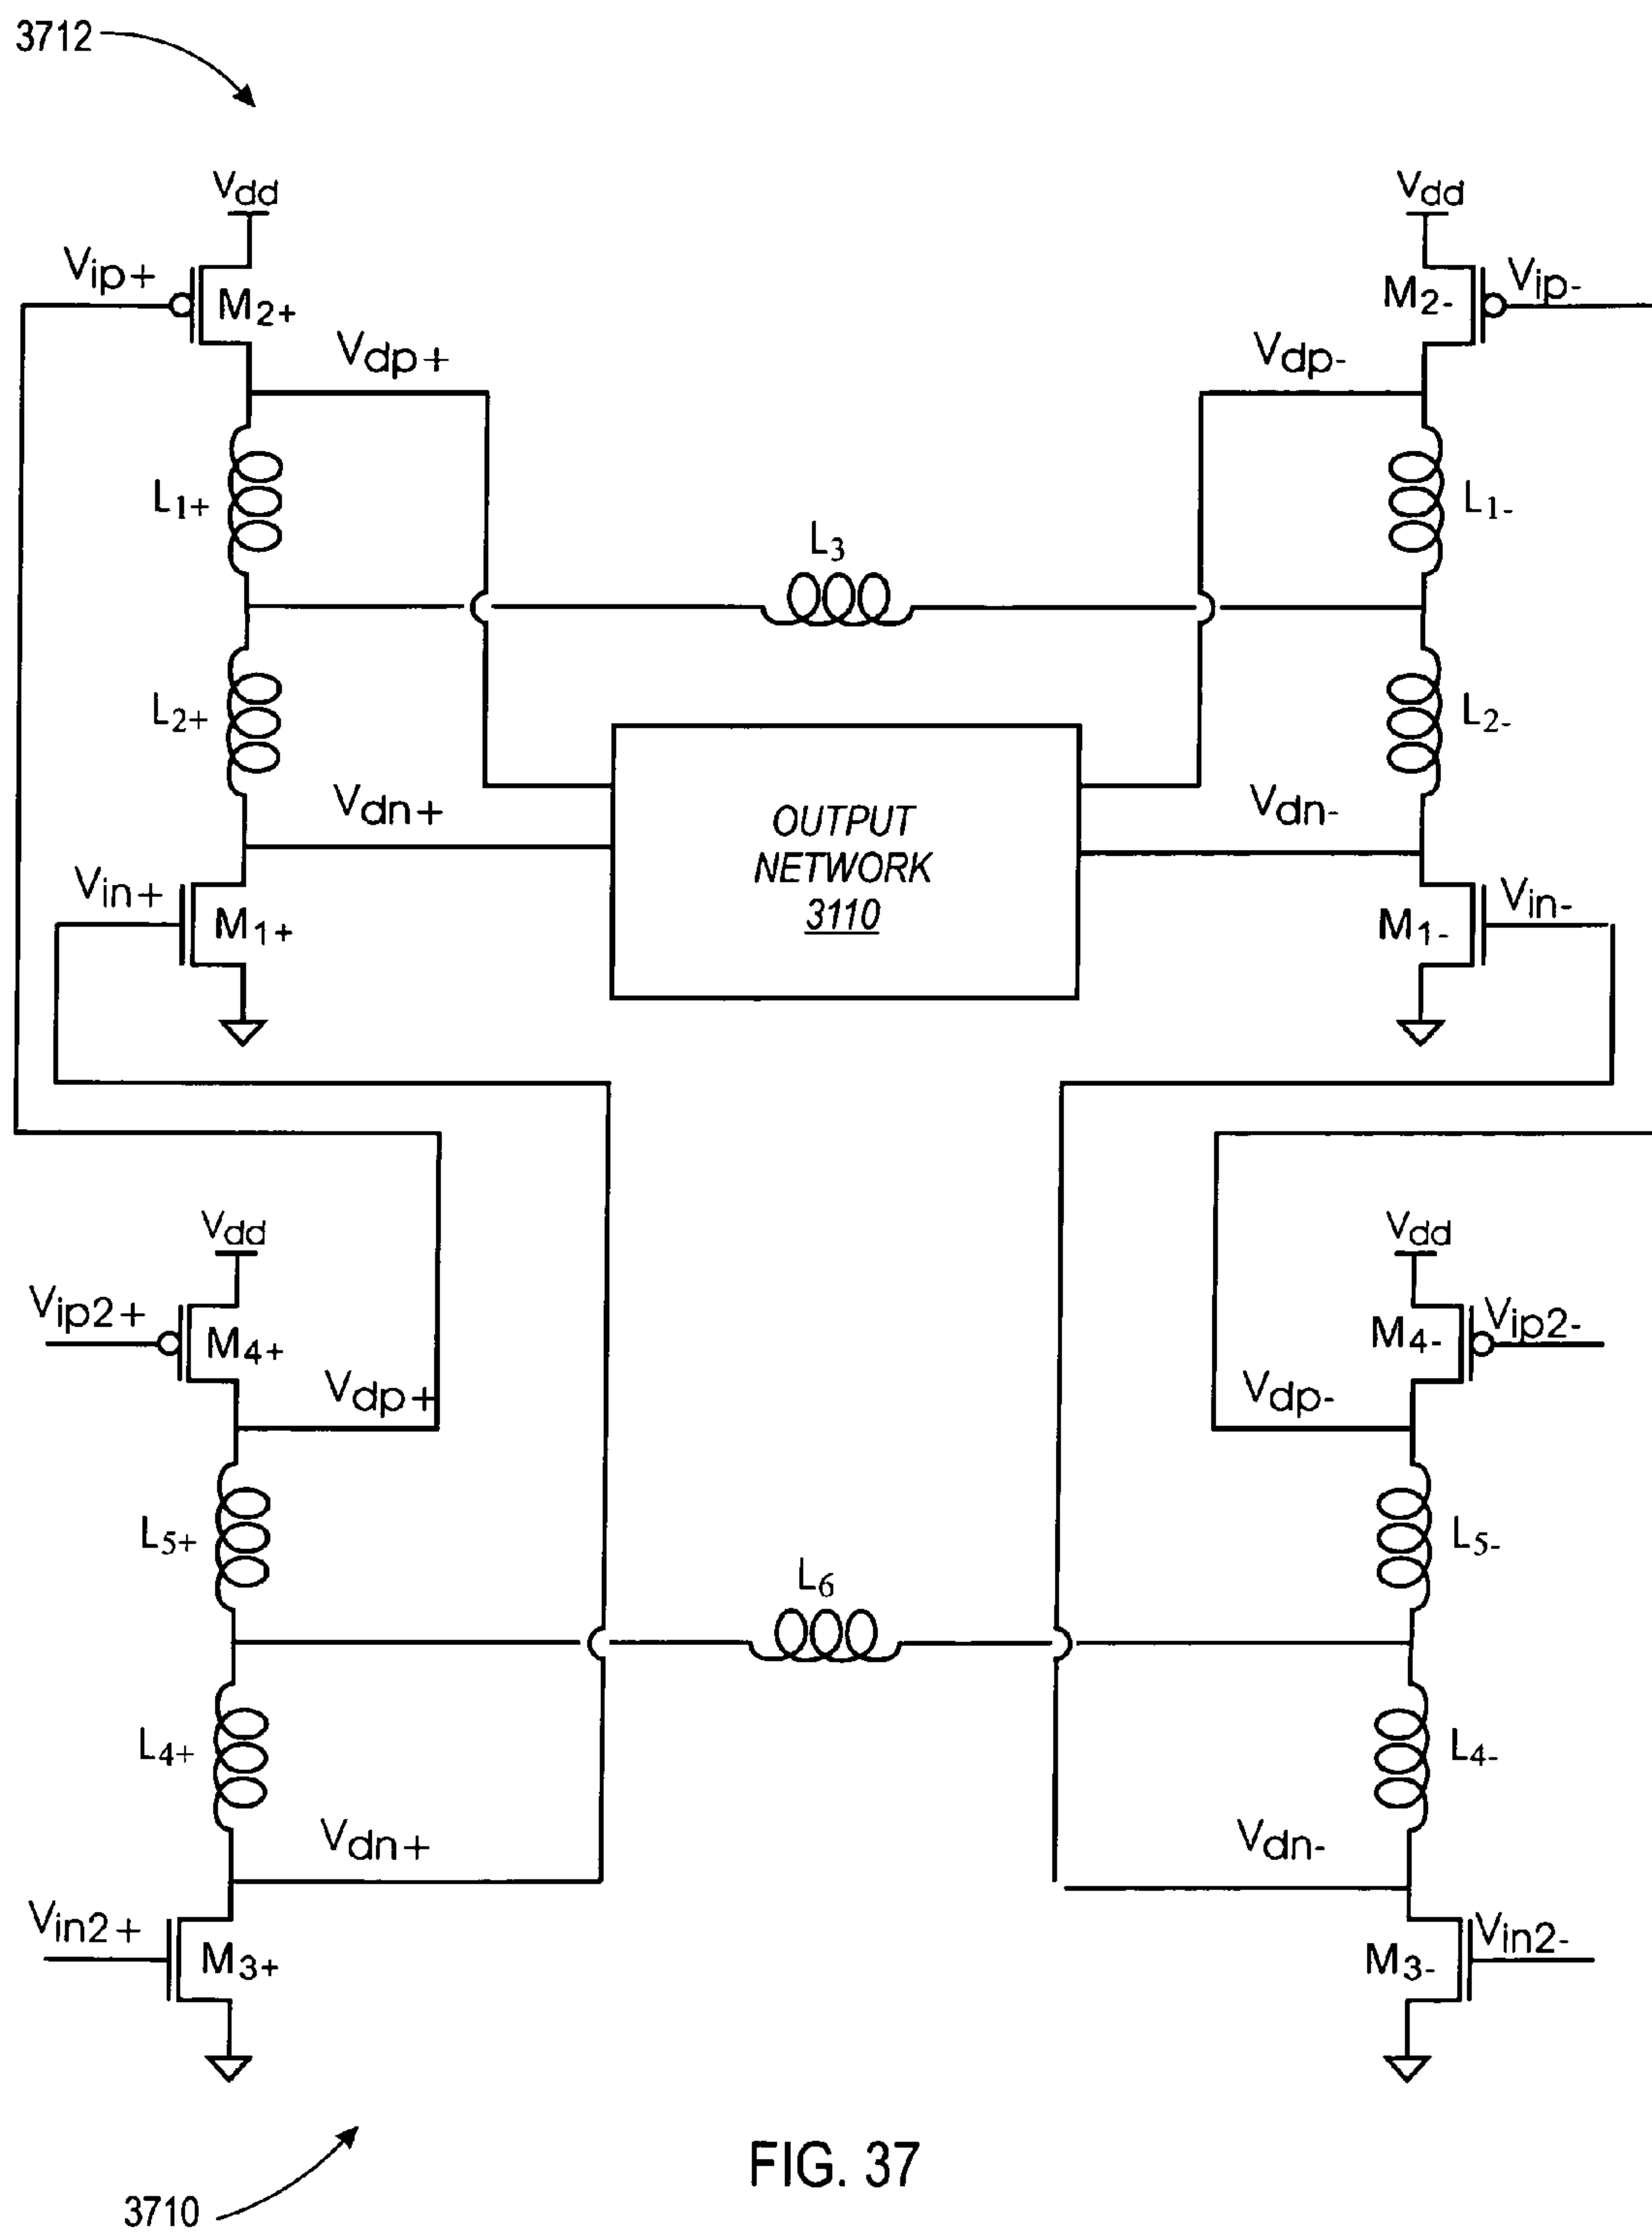 3712
Vdd
Vdd
Vip+
M2+
M2-
Vip-
Vdp+
Vdp-
L1+
L3
L1-
L2+
L2-
Vdn+
OUTPUT
NETWORK
3110
Vdn-
Vin+
M1+
M1-
Vin-
Vdd
Vdd
Vip2+
M4+
M4-
Vip2-
Vdp+
Vdp-
L5+
L6
L5-
L4+
L4-
Vdn+
Vdn-
Vin2+
M3+
M3-
Vin2-
FIG. 37
3710